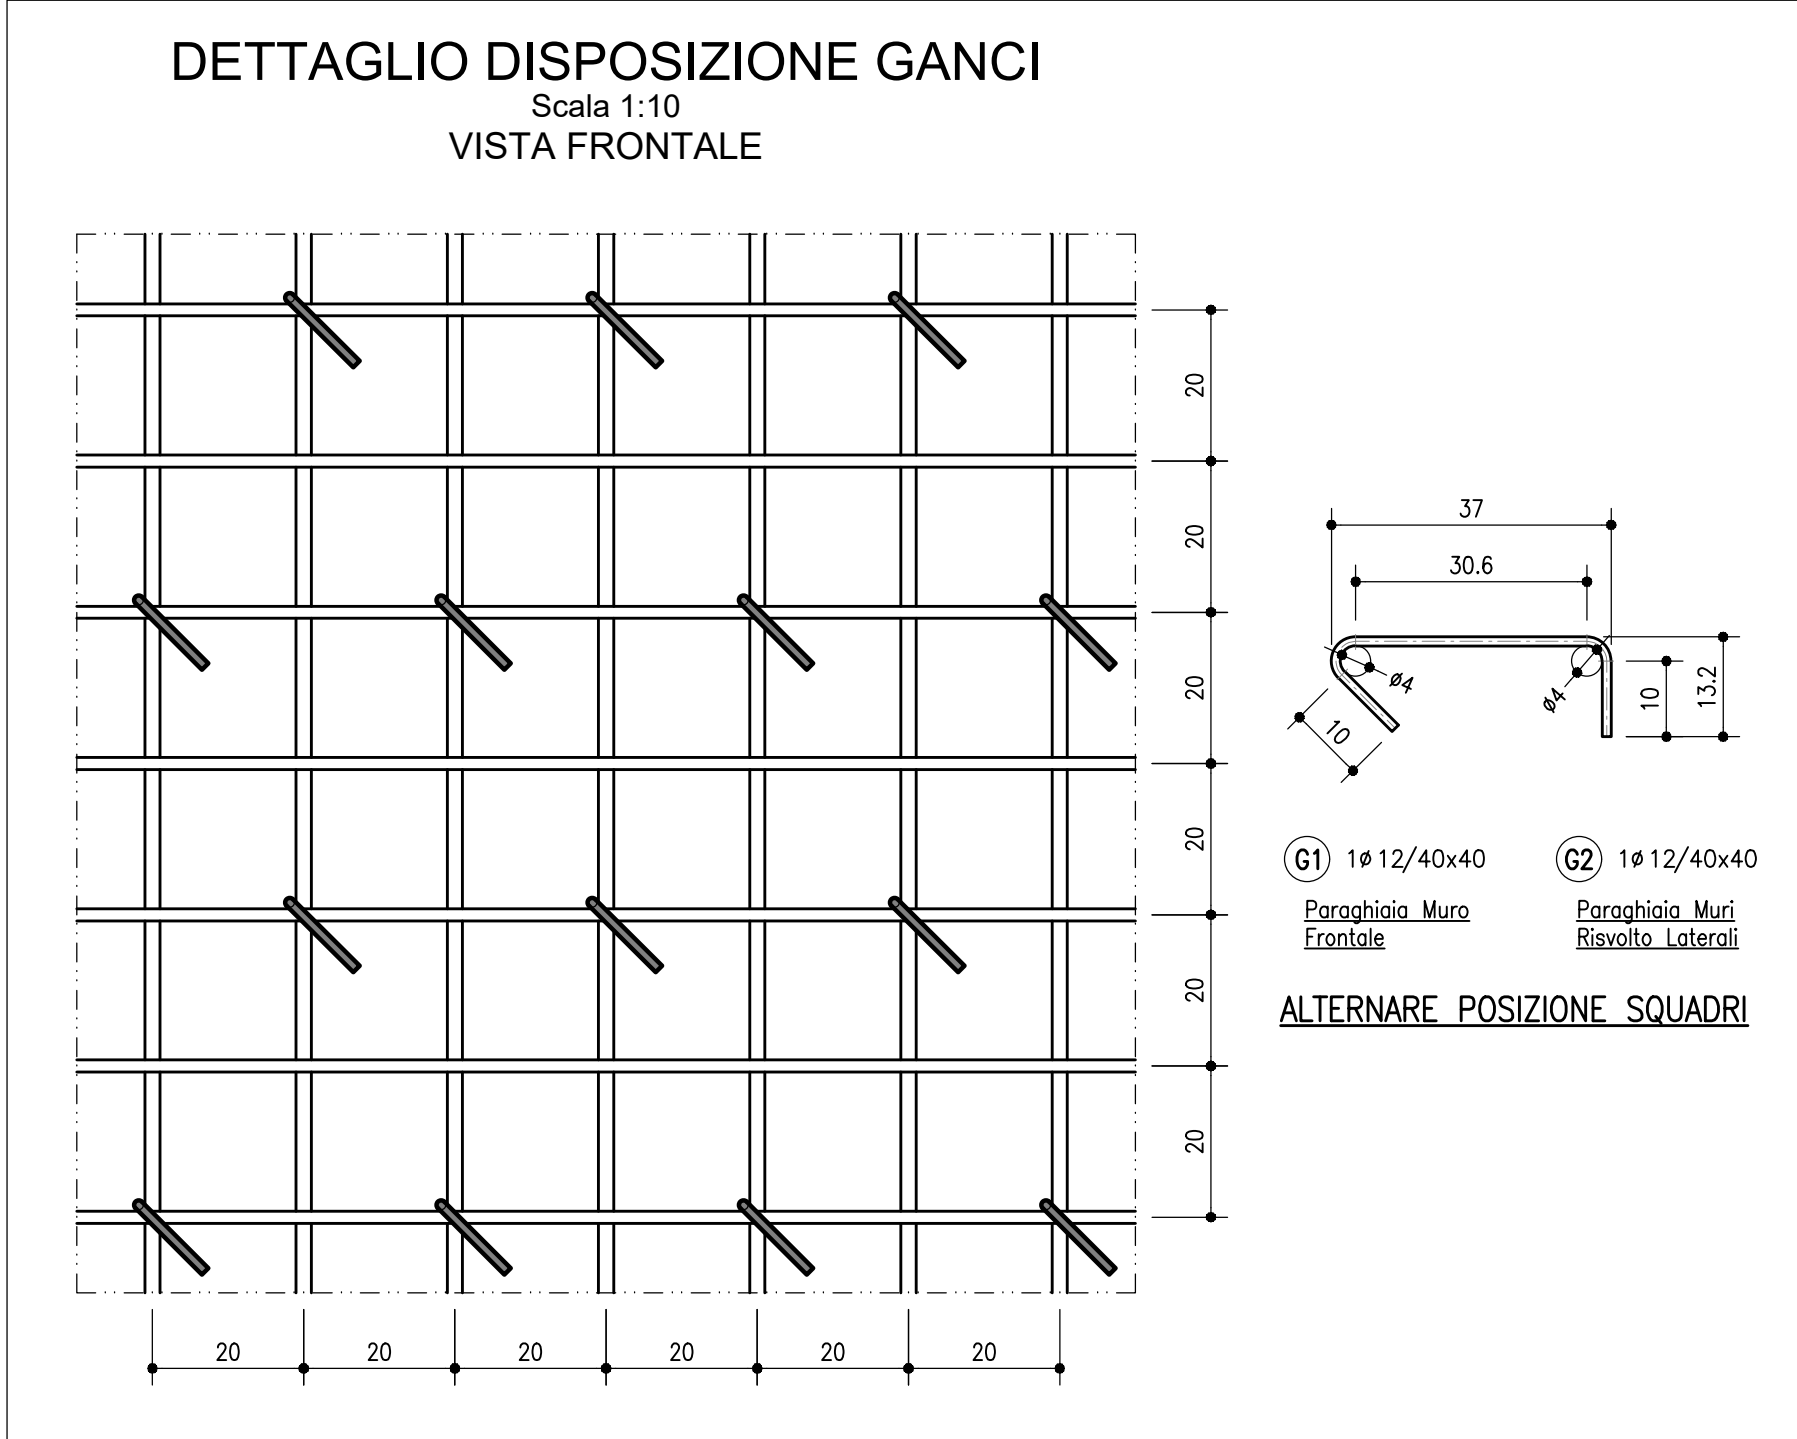 DETTAGLIO DISPOSIZIONE GANCI
Scala 1:10
VISTA FRONTALE
20
20
20
20
20
20
20
20
20
20
20
20
37
30.6
ø4
ø4
10
10
13.2
G1 1ø12/40x40
Paraghiaia Muro
Frontale
G2 1ø12/40x40
Paraghiaia Muri
Risvolto Laterali
ALTERNARE POSIZIONE SQUADRI